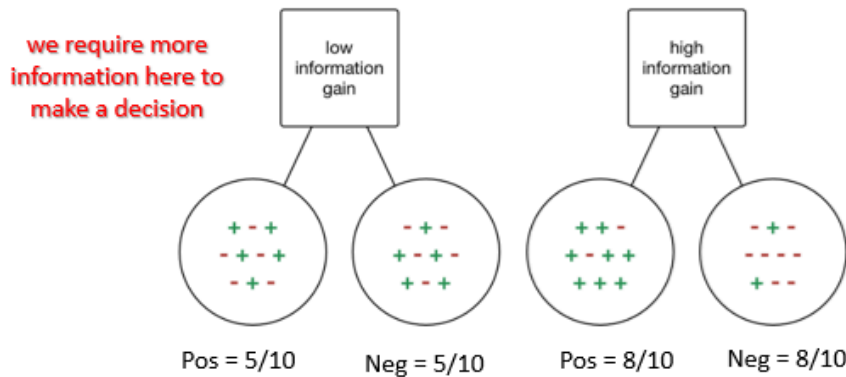 we require more
information here to
make a decision
low
information
gain
high
information
gain
+ - +
- + - +
- + -
- + -
+ - + -
+ - +
+ + -
+ - + +
+ + +
- + -
- - - -
+ - -
Pos = 5/10
Neg = 5/10
Pos = 8/10
Neg = 8/10